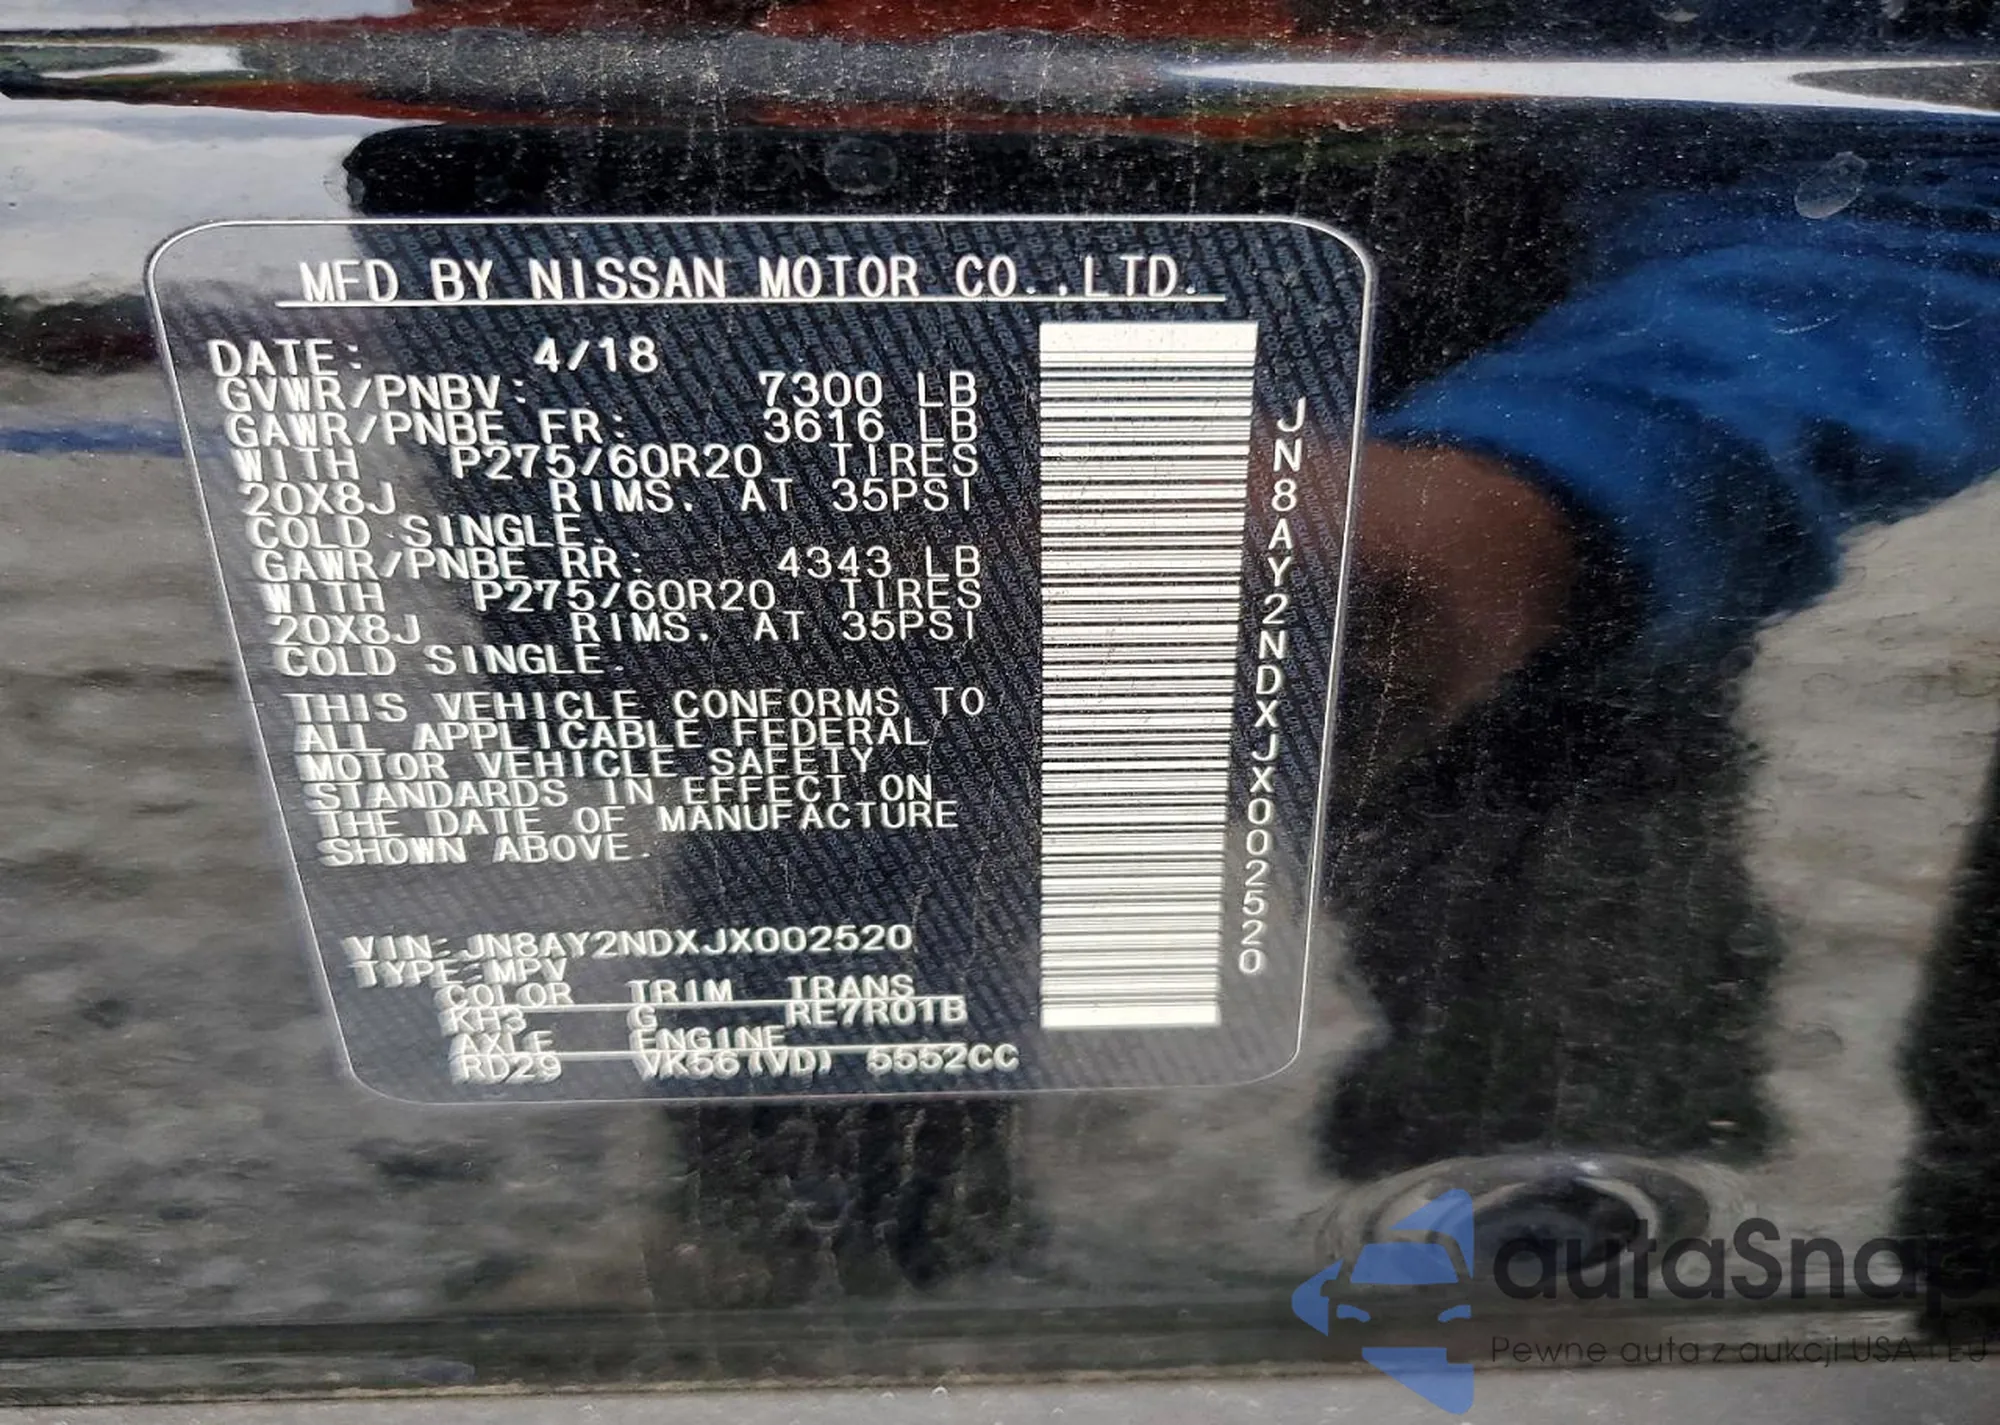 MFD BY NISSAN MOTOR CO.,LTD.
DATE: 4/18
GVWR/PNBV: 7300 LB
GAWR/PNBE FR: 3616 LB
WITH P275/60R20 TIRES
20X8J RIMS. AT 35PSI
COLD SINGLE.
GAWR/PNBE RR: 4343 LB
WITH P275/60R20 TIRES
20X8J RIMS. AT 35PSI
COLD SINGLE.
THIS VEHICLE CONFORMS TO
ALL APPLICABLE FEDERAL
MOTOR VEHICLE SAFETY
STANDARDS IN EFFECT ON
THE DATE OF MANUFACTURE
SHOWN ABOVE.
VIN:JN8AY2NDXJX002520
TYPE:MPV
COLOR TRIM TRANS
KH3 G RE7R01B
AXLE ENGINE
RD29 VK56(VD) 5552CC
JN8AY2NDXJX002520
autaSnap
Pewne auta z aukcji USA i EU